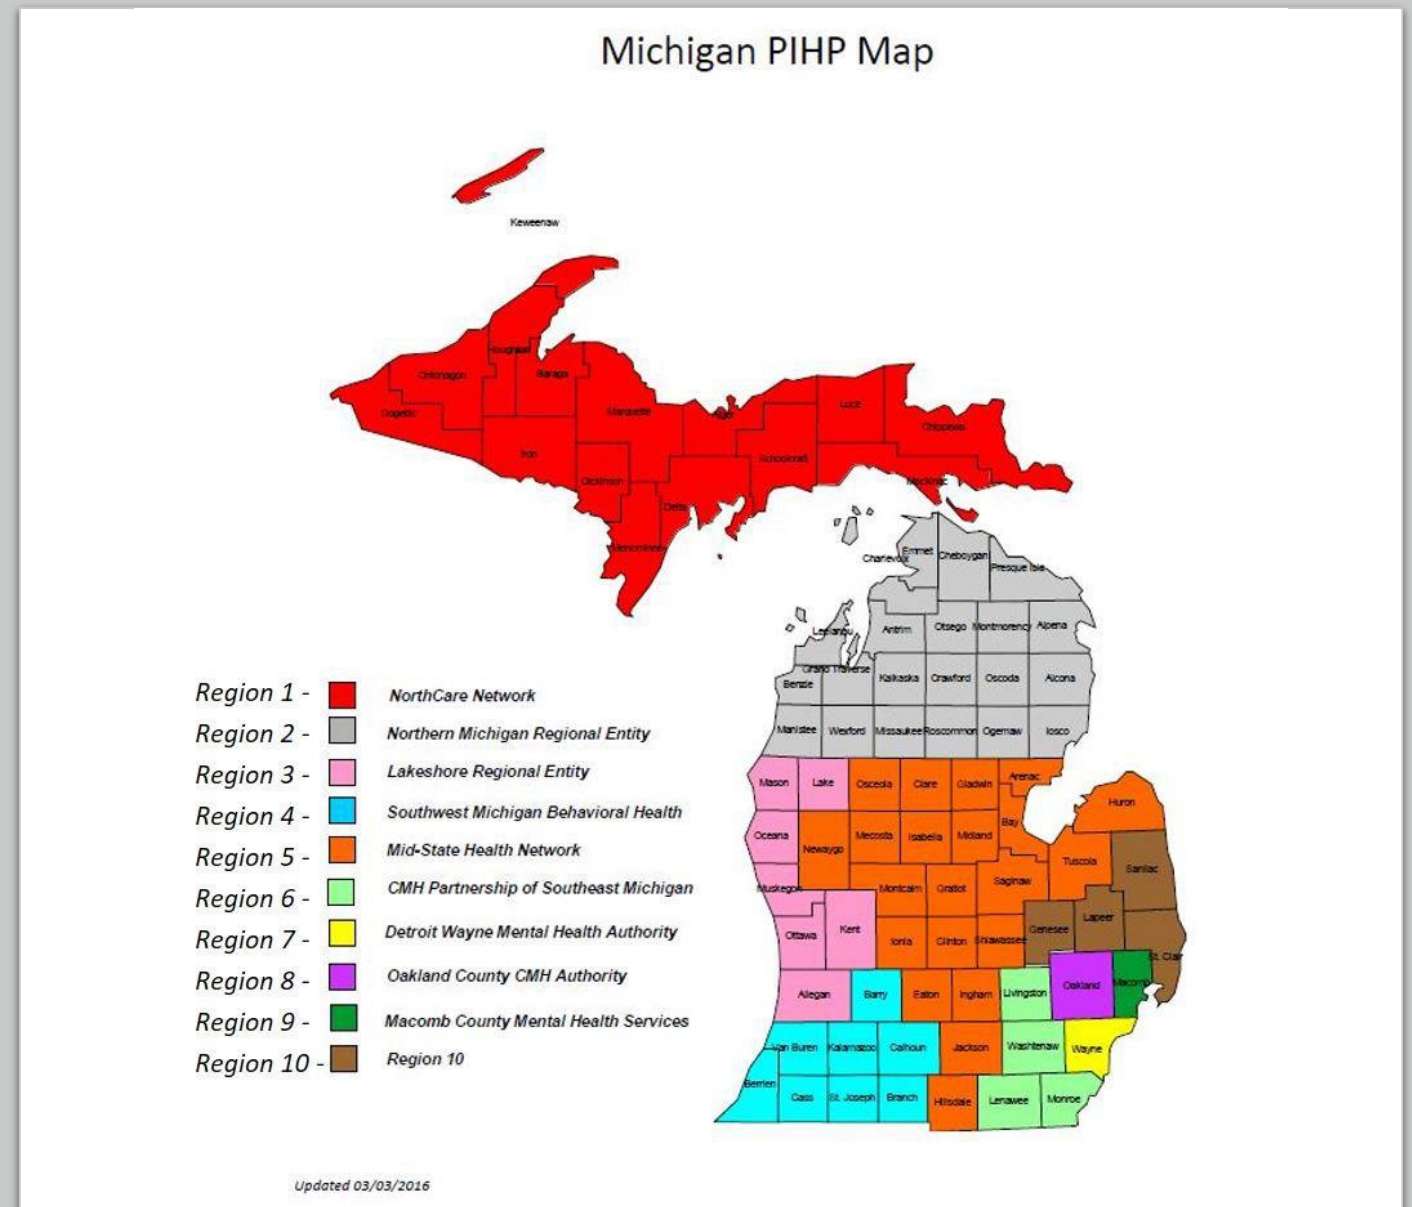 Michigan PIHP Map
Keweenaw
Houghton
Ontonagon
Baraga
Gogebic
Marquette
Alger
Luce
Chippewa
Iron
Schoolcraft
Dickinson
Mackinac
Delta
Menominee
Emmet
Cheboygan
Charlevoix
Presque Isle
Leelanau
Antrim
Otsego
Montmorency
Alpena
Grand Traverse
Benzie
Kalkaska
Crawford
Oscoda
Alcona
Manistee
Wexford
Missaukee
Roscommon
Ogemaw
Iosco
Region 1 - NorthCare Network
Region 2 - Northern Michigan Regional Entity
Region 3 - Lakeshore Regional Entity
Region 4 - Southwest Michigan Behavioral Health
Region 5 - Mid-State Health Network
Region 6 - CMH Partnership of Southeast Michigan
Region 7 - Detroit Wayne Mental Health Authority
Region 8 - Oakland County CMH Authority
Region 9 - Macomb County Mental Health Services
Region 10 - Region 10
Mason
Lake
Osceola
Clare
Gladwin
Arenac
Huron
Oceana
Newaygo
Mecosta
Isabella
Midland
Bay
Tuscola
Sanilac
Muskegon
Montcalm
Gratiot
Saginaw
Ottawa
Kent
Ionia
Clinton
Shiawassee
Genesee
Lapeer
St. Clair
Allegan
Barry
Eaton
Ingham
Livingston
Oakland
Macomb
Van Buren
Kalamazoo
Calhoun
Jackson
Washtenaw
Wayne
Berrien
Cass
St. Joseph
Branch
Hillsdale
Lenawee
Monroe
Updated 03/03/2016